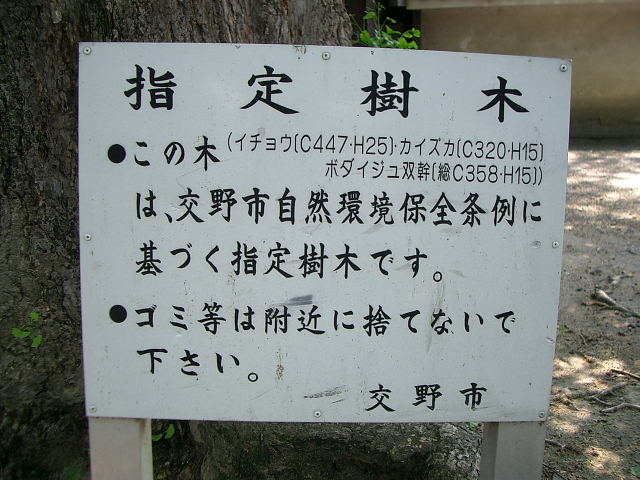 指定樹木
●この木(イチョウ[C447·H25]·カイズカ[C320·H15]
ボダイジュ双幹[総C358·H15])
は、交野市自然環境保全条例に
基づく指定樹木です。
●ゴミ等は附近に捨てないで
下さい。
交野市